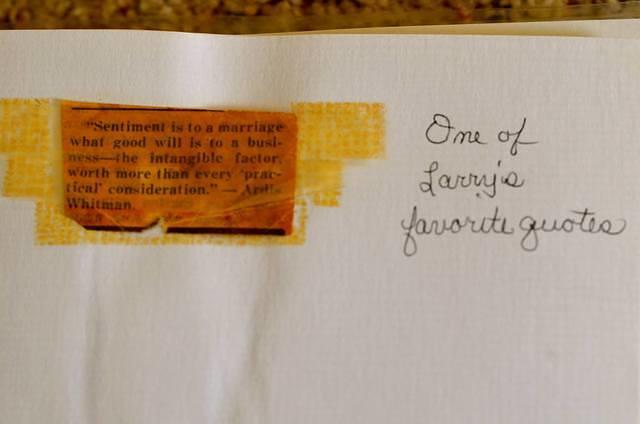 "Sentiment is to a marriage
what good will is to a busi-
ness—the intangible factor,
worth more than every 'prac-
tical' consideration." — Ardis
Whitman.
One of
Larry's
favorite quotes